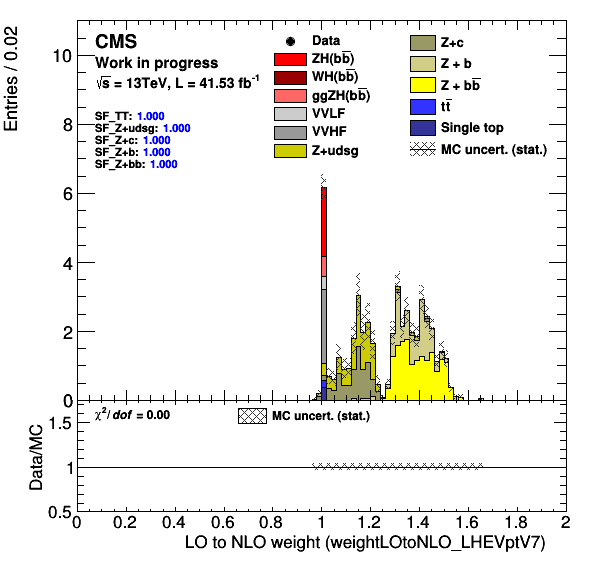 Entries / 0.02
10
8
6
4
2
0
CMS
Work in progress
√s = 13TeV, L = 41.53 fb⁻¹
SF_TT: 1.000
SF_Z+udsg: 1.000
SF_Z+c: 1.000
SF_Z+b: 1.000
SF_Z+bb: 1.000
Data
ZH(bb̅)
WH(bb̅)
ggZH(bb̅)
VVLF
VVHF
Z+udsg
Z+c
Z + b
Z + bb̅
tt̅
Single top
MC uncert. (stat.)
Data/MC
1.5
1
0.5
χ²/dof = 0.00
MC uncert. (stat.)
0 0.2 0.4 0.6 0.8 1 1.2 1.4 1.6 1.8 2
LO to NLO weight (weightLOtoNLO_LHEVptV7)